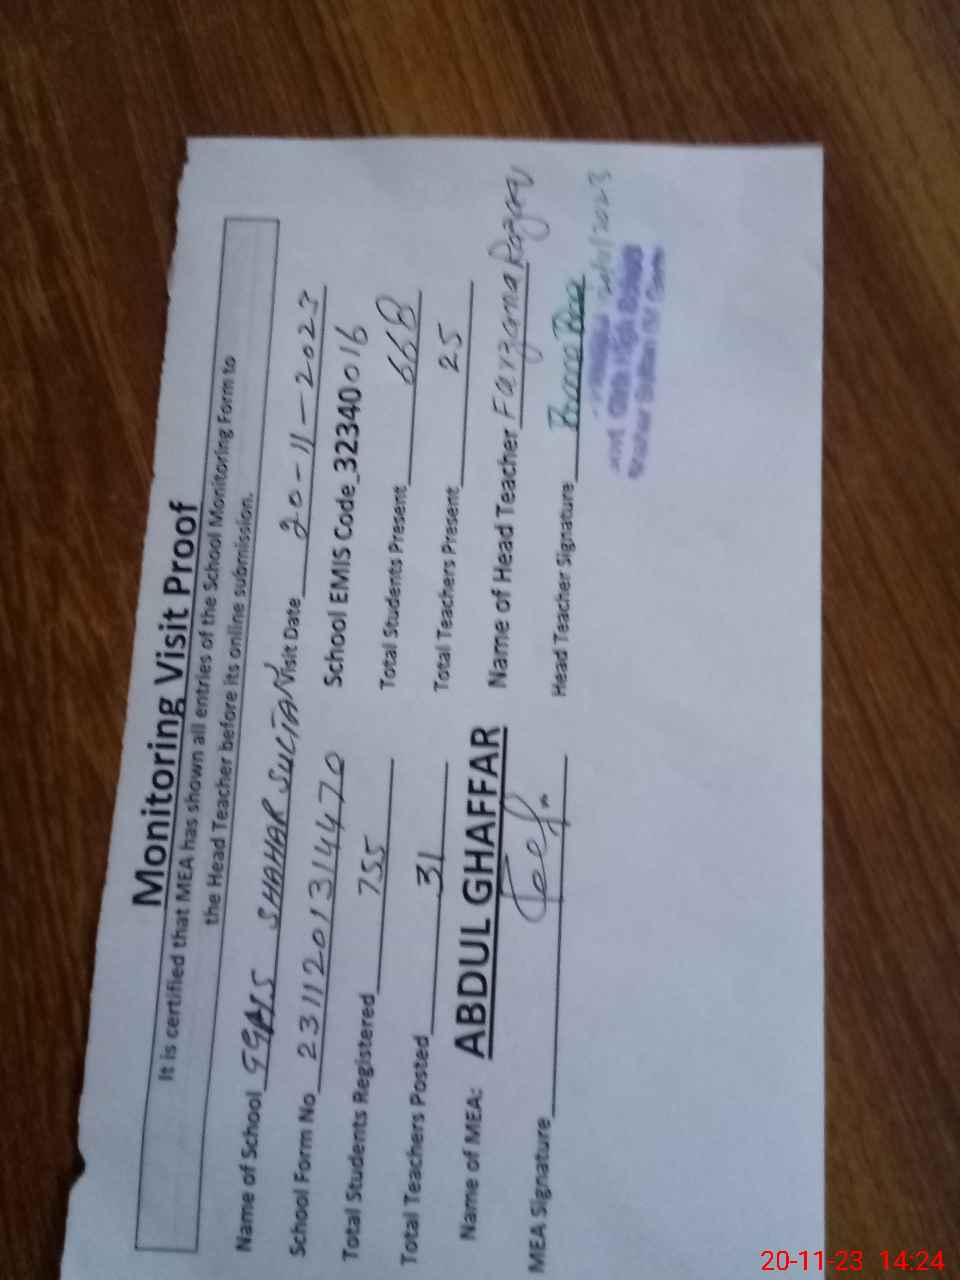 Monitoring Visit Proof
It is certified that MEA has shown all entries of the School Monitoring Form to
the Head Teacher before its online submission.
Name of School GGHS SHAHAR SULTAN Visit Date 20-11-2023
School Form No 2311201314470 School EMIS Code 32340016
Total Students Registered 755 Total Students Present 668
Total Teachers Posted 31 Total Teachers Present 25
Name of MEA: ABDUL GHAFFAR Name of Head Teacher Farzana
MEA Signature Head Teacher Signature
Girls High School
20-11-23 14:24